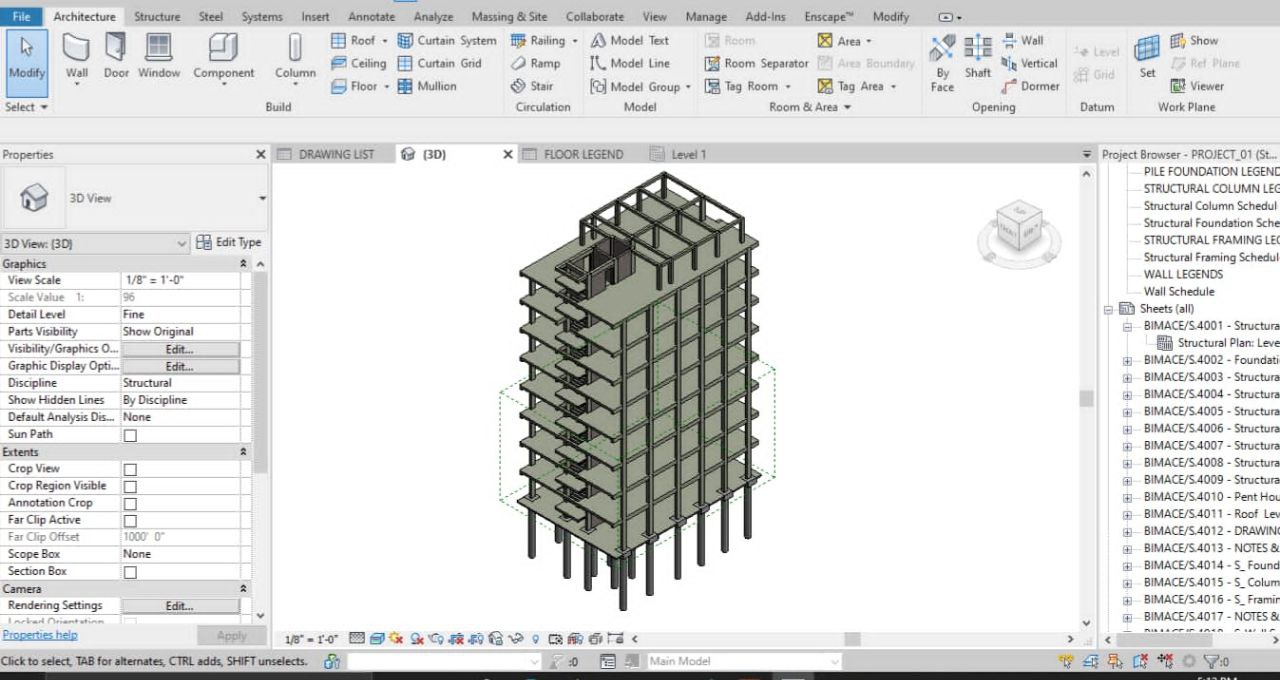 File Architecture Structure Steel Systems Insert Annotate Analyze Massing & Site Collaborate View Manage Add-Ins Enscape™ Modify
Modify Wall Door Window Component Column
Roof Curtain System
Ceiling Curtain Grid
Floor Mullion
Railing
Ramp
Stair
Model Text
Model Line
Model Group
Room
Room Separator
Tag Room
Area
Area Boundary
Tag Area
By
Face
Shaft
Wall
Vertical
Dormer
Level
Grid
Set
Show
Ref Plane
Viewer
Select Build Circulation Model Room & Area Opening Datum Work Plane
Properties
3D View
3D View: {3D} Edit Type
Graphics
View Scale 1/8" = 1'-0"
Scale Value 1: 96
Detail Level Fine
Parts Visibility Show Original
Visibility/Graphics O... Edit...
Graphic Display Opti... Edit...
Discipline Structural
Show Hidden Lines By Discipline
Default Analysis Dis... None
Sun Path
Extents
Crop View
Crop Region Visible
Annotation Crop
Far Clip Active
Far Clip Offset 1000' 0"
Scope Box None
Section Box
Camera
Rendering Settings Edit...
Locked Orientation
Properties help Apply
DRAWING LIST {3D} FLOOR LEGEND Level 1
1/8" = 1'-0"
Project Browser - PROJECT_01 (St...
PILE FOUNDATION LEGEND
STRUCTURAL COLUMN LEG
Structural Column Schedul
Structural Foundation Sche
STRUCTURAL FRAMING LEG
Structural Framing Schedul
WALL LEGENDS
Wall Schedule
Sheets (all)
BIMACE/S.4001 - Structura
Structural Plan: Leve
BIMACE/S.4002 - Foundati
BIMACE/S.4003 - Structura
BIMACE/S.4004 - Structura
BIMACE/S.4005 - Structura
BIMACE/S.4006 - Structura
BIMACE/S.4007 - Structura
BIMACE/S.4008 - Structura
BIMACE/S.4009 - Structura
BIMACE/S.4010 - Pent Hou
BIMACE/S.4011 - Roof Lev
BIMACE/S.4012 - DRAWING
BIMACE/S.4013 - NOTES &
BIMACE/S.4014 - S_ Found
BIMACE/S.4015 - S_ Colum
BIMACE/S.4016 - S_ Framin
BIMACE/S.4017 - NOTES &
Click to select, TAB for alternates, CTRL adds, SHIFT unselects. :0 Main Model :0